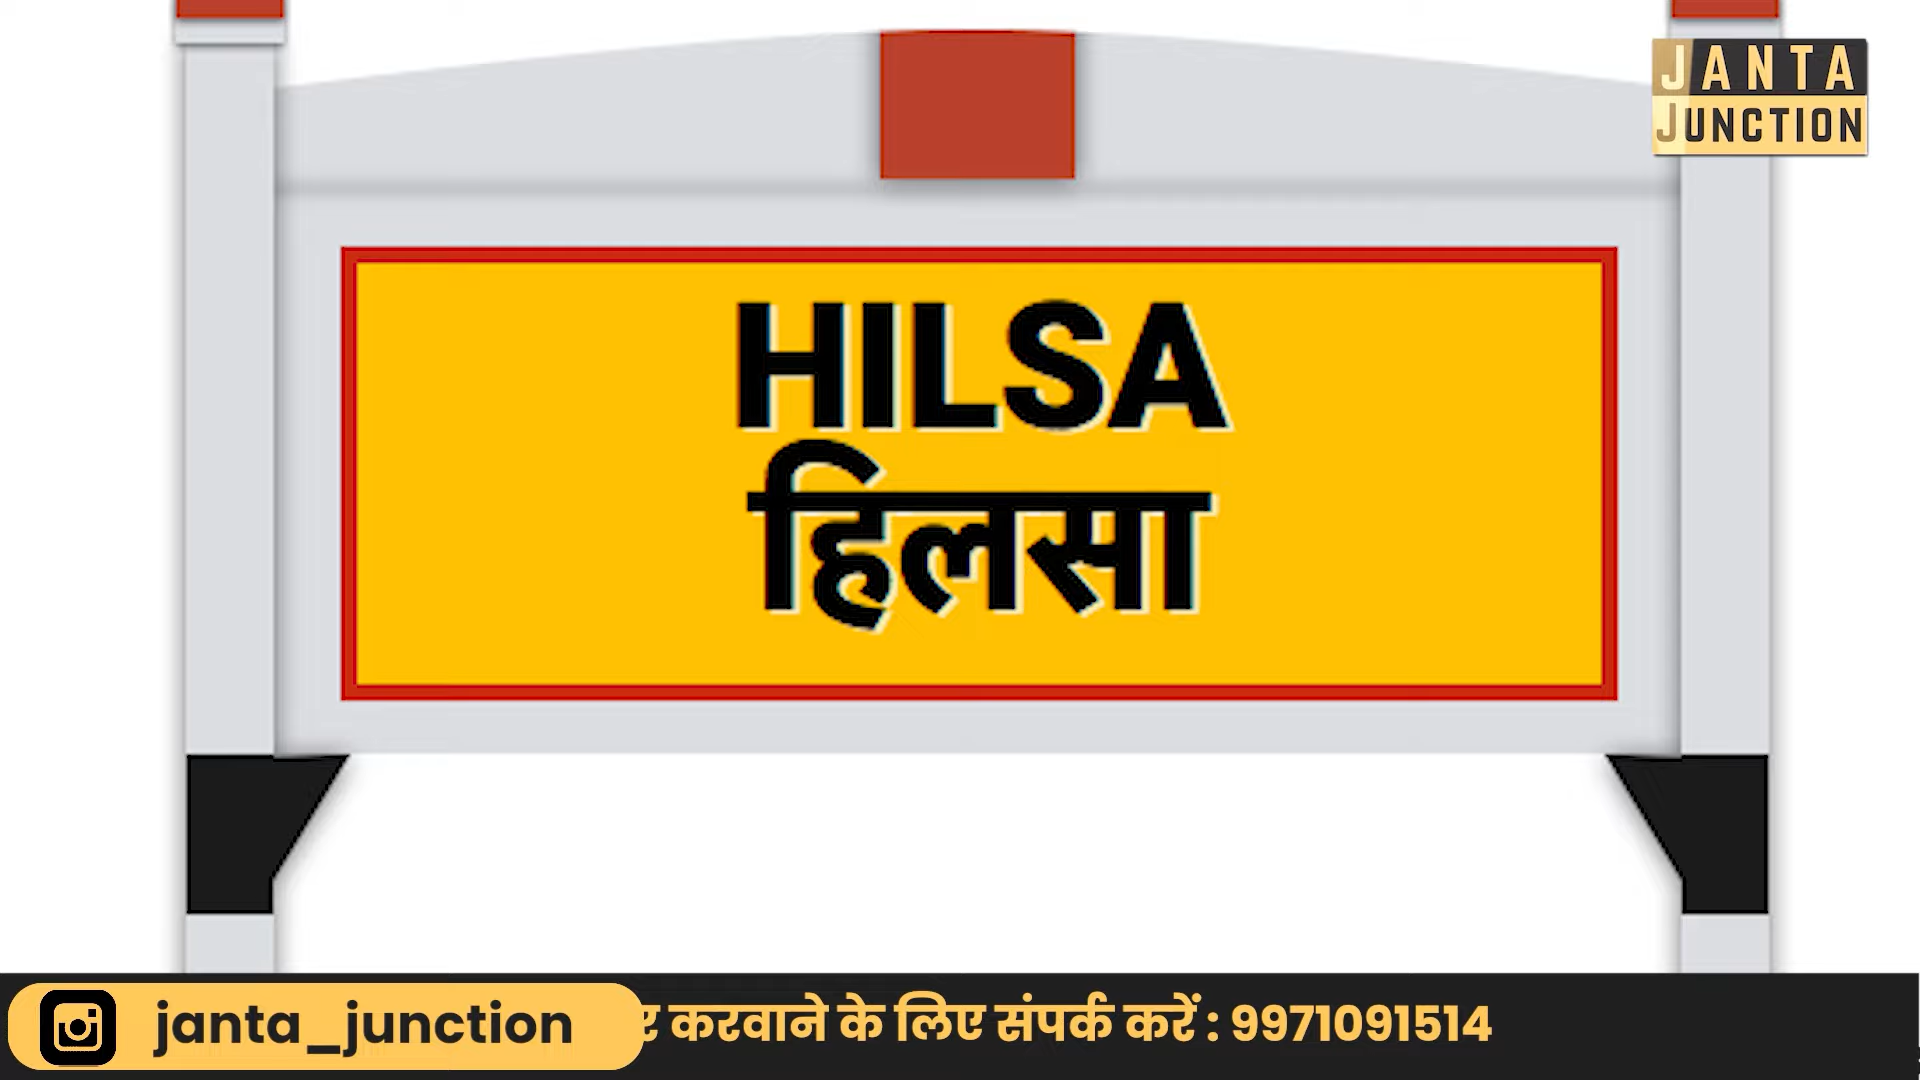 JANTA
JUNCTION
HILSA
हिलसा
janta_junction
करवाने के लिए संपर्क करें : 9971091514